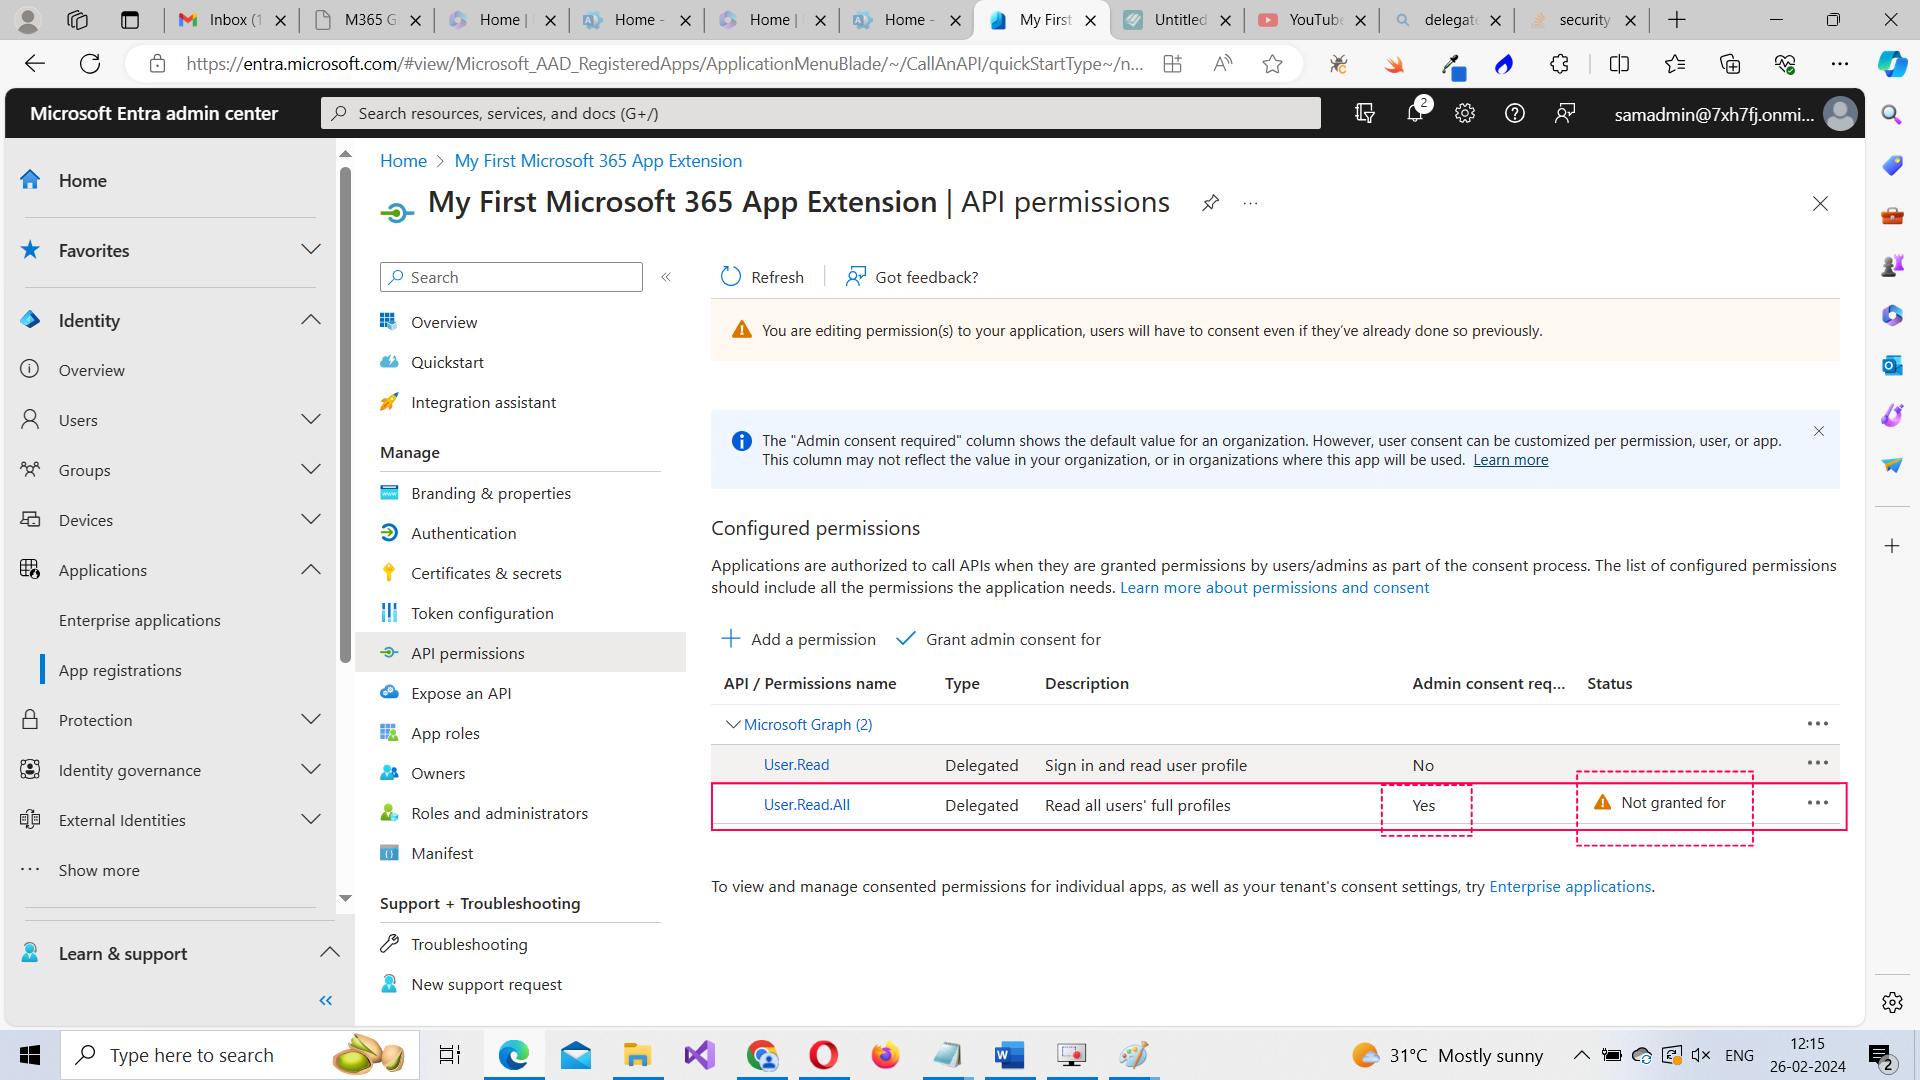 Inbox (1
M365 G
Home |
Home -
Home |
Home -
My First
Untitled
YouTube
delegate
security
https://entra.microsoft.com/#view/Microsoft_AAD_RegisteredApps/ApplicationMenuBlade/~/CallAnAPI/quickStartType~/n...
Microsoft Entra admin center
Search resources, services, and docs (G+/)
2
samadmin@7xh7fj.onmi...
Home
Favorites
Identity
Overview
Users
Groups
Devices
Applications
Enterprise applications
App registrations
Protection
Identity governance
External Identities
Show more
Learn & support
Home > My First Microsoft 365 App Extension
My First Microsoft 365 App Extension | API permissions
Search
Overview
Quickstart
Integration assistant
Manage
Branding & properties
Authentication
Certificates & secrets
Token configuration
API permissions
Expose an API
App roles
Owners
Roles and administrators
Manifest
Support + Troubleshooting
Troubleshooting
New support request
Refresh
Got feedback?
You are editing permission(s) to your application, users will have to consent even if they've already done so previously.
The "Admin consent required" column shows the default value for an organization. However, user consent can be customized per permission, user, or app.
This column may not reflect the value in your organization, or in organizations where this app will be used. Learn more
Configured permissions
Applications are authorized to call APIs when they are granted permissions by users/admins as part of the consent process. The list of configured permissions
should include all the permissions the application needs. Learn more about permissions and consent
Add a permission
Grant admin consent for
API / Permissions name Type Description Admin consent req... Status
Microsoft Graph (2)
User.Read Delegated Sign in and read user profile No
User.Read.All Delegated Read all users' full profiles Yes Not granted for
To view and manage consented permissions for individual apps, as well as your tenant's consent settings, try Enterprise applications.
Type here to search
31°C Mostly sunny
ENG
12:15
26-02-2024
2